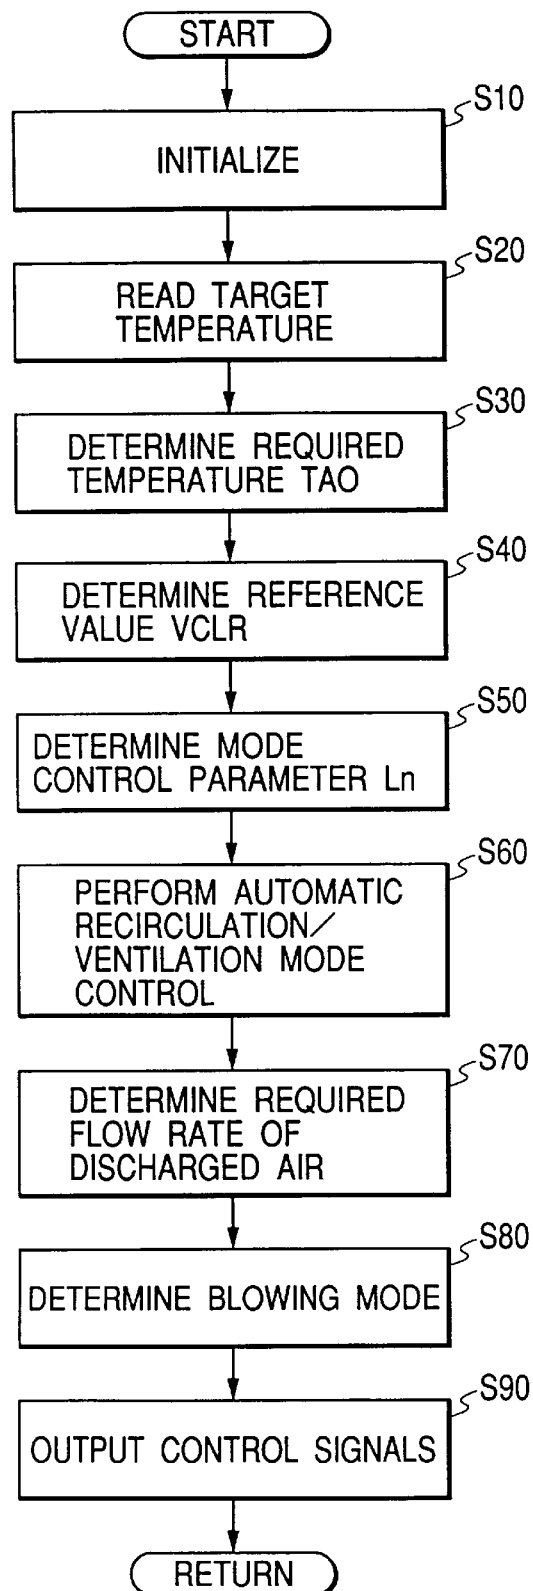 START
S10
INITIALIZE
S20
READ TARGET
TEMPERATURE
S30
DETERMINE REQUIRED
TEMPERATURE TAO
S40
DETERMINE REFERENCE
VALUE VCLR
S50
DETERMINE MODE
CONTROL PARAMETER Ln
S60
PERFORM AUTOMATIC
RECIRCULATION/
VENTILATION MODE
CONTROL
S70
DETERMINE REQUIRED
FLOW RATE OF
DISCHARGED AIR
S80
DETERMINE BLOWING MODE
S90
OUTPUT CONTROL SIGNALS
RETURN